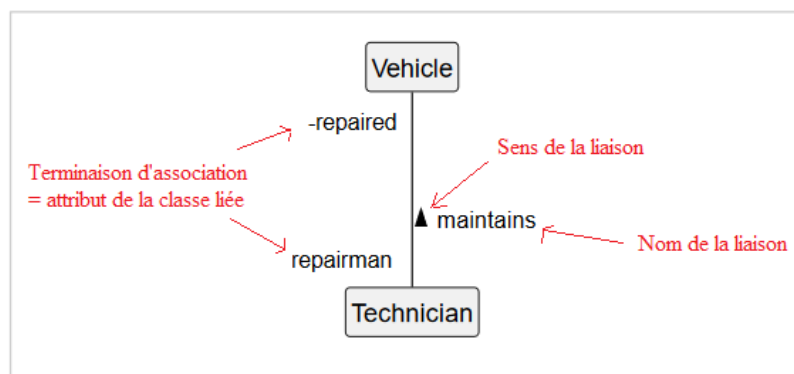 Vehicle
-repaired
Sens de la liaison
Terminaison d'association
= attribut de la classe liée
maintains
Nom de la liaison
repairman
Technician